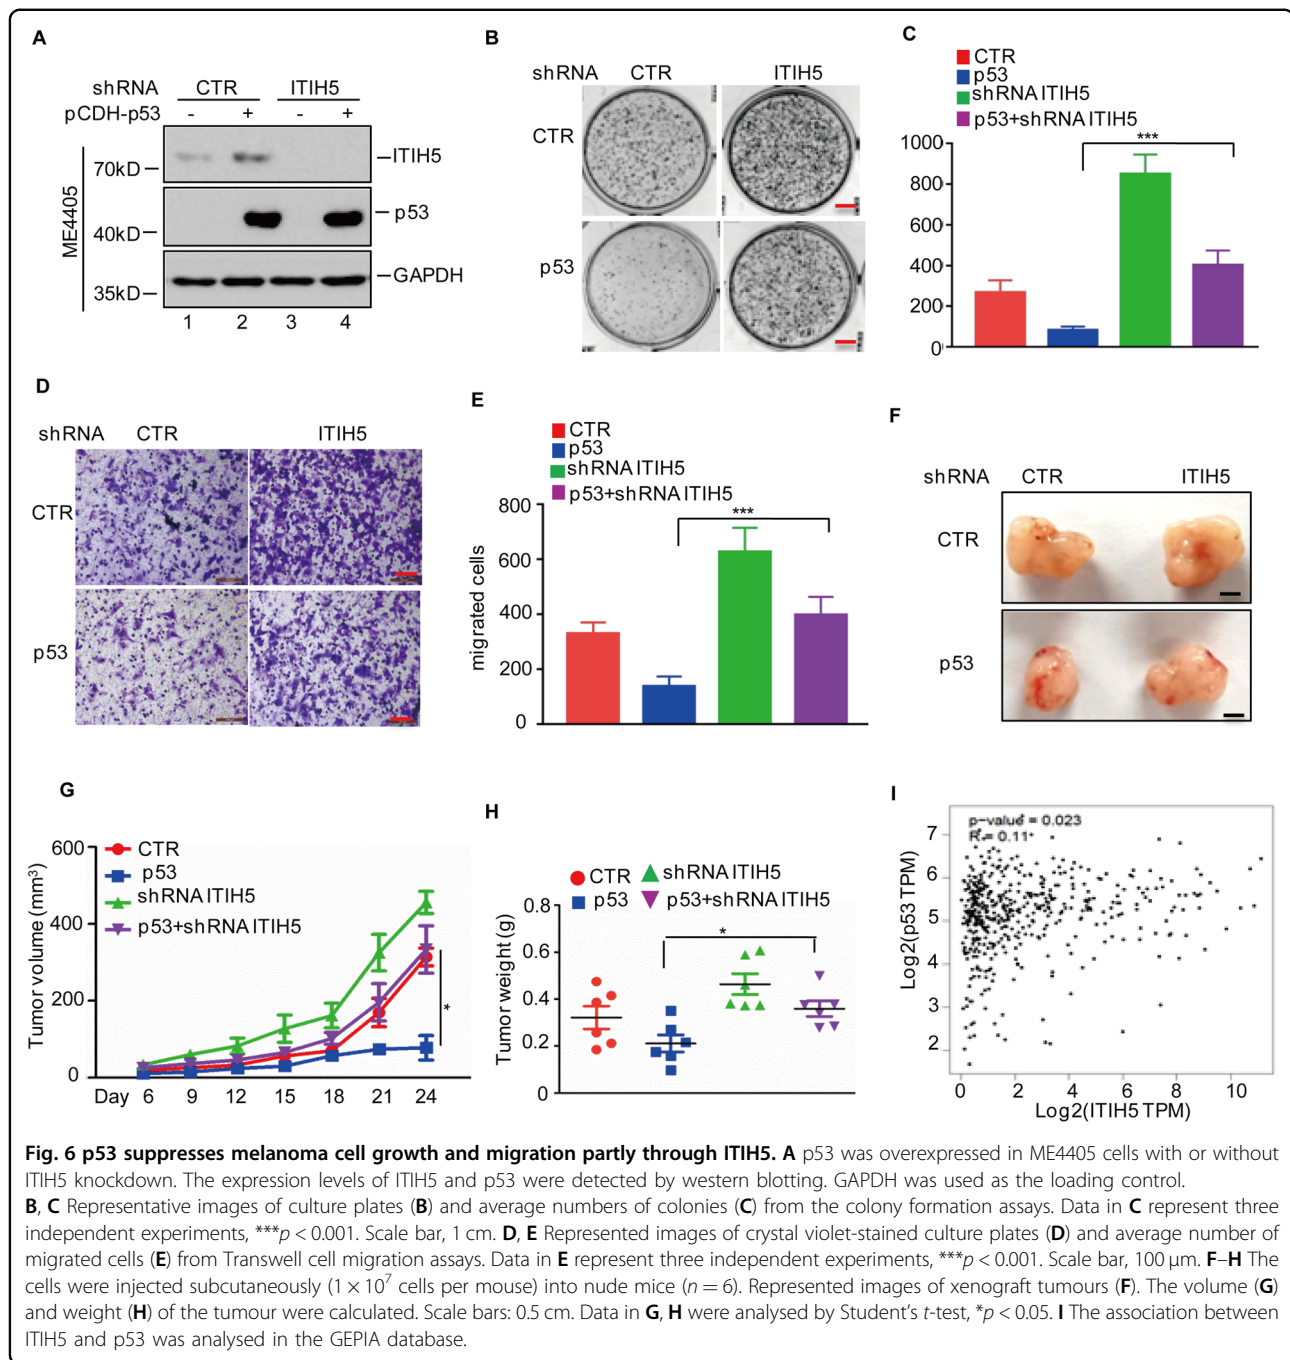 A
shRNA CTR ITIH5
pCDH-p53 - + - +
ME4405
70kD
ITIH5
40kD
p53
35kD
GAPDH
1 2 3 4
B
shRNA CTR ITIH5
CTR
p53
C
CTR
p53
shRNA ITIH5
p53+shRNA ITIH5
***
1000
800
600
400
200
0
D
shRNA CTR ITIH5
CTR
p53
E
CTR
p53
shRNA ITIH5
p53+shRNA ITIH5
***
migrated cells
800
600
400
200
0
F
shRNA CTR ITIH5
CTR
p53
G
CTR
p53
shRNA ITIH5
p53+shRNA ITIH5
Tumor volume (mm³)
600
400
200
0
*
Day 6 9 12 15 18 21 24
H
CTR shRNA ITIH5
p53 p53+shRNA ITIH5
Tumor weight (g)
0.8
0.6
0.4
0.2
0
*
I
p-value = 0.023
R = 0.11
Log2(p53 TPM)
7
6
5
4
3
2
0 2 4 6 8 10
Log2(ITIH5 TPM)
Fig. 6 p53 suppresses melanoma cell growth and migration partly through ITIH5. A p53 was overexpressed in ME4405 cells with or without
ITIH5 knockdown. The expression levels of ITIH5 and p53 were detected by western blotting. GAPDH was used as the loading control.
B, C Representative images of culture plates (B) and average numbers of colonies (C) from the colony formation assays. Data in C represent three
independent experiments, ***p < 0.001. Scale bar, 1 cm. D, E Represented images of crystal violet-stained culture plates (D) and average number of
migrated cells (E) from Transwell cell migration assays. Data in E represent three independent experiments, ***p < 0.001. Scale bar, 100 μm. F–H The
cells were injected subcutaneously (1 × 10⁷ cells per mouse) into nude mice (n = 6). Represented images of xenograft tumours (F). The volume (G)
and weight (H) of the tumour were calculated. Scale bars: 0.5 cm. Data in G, H were analysed by Student's t-test, *p < 0.05. I The association between
ITIH5 and p53 was analysed in the GEPIA database.